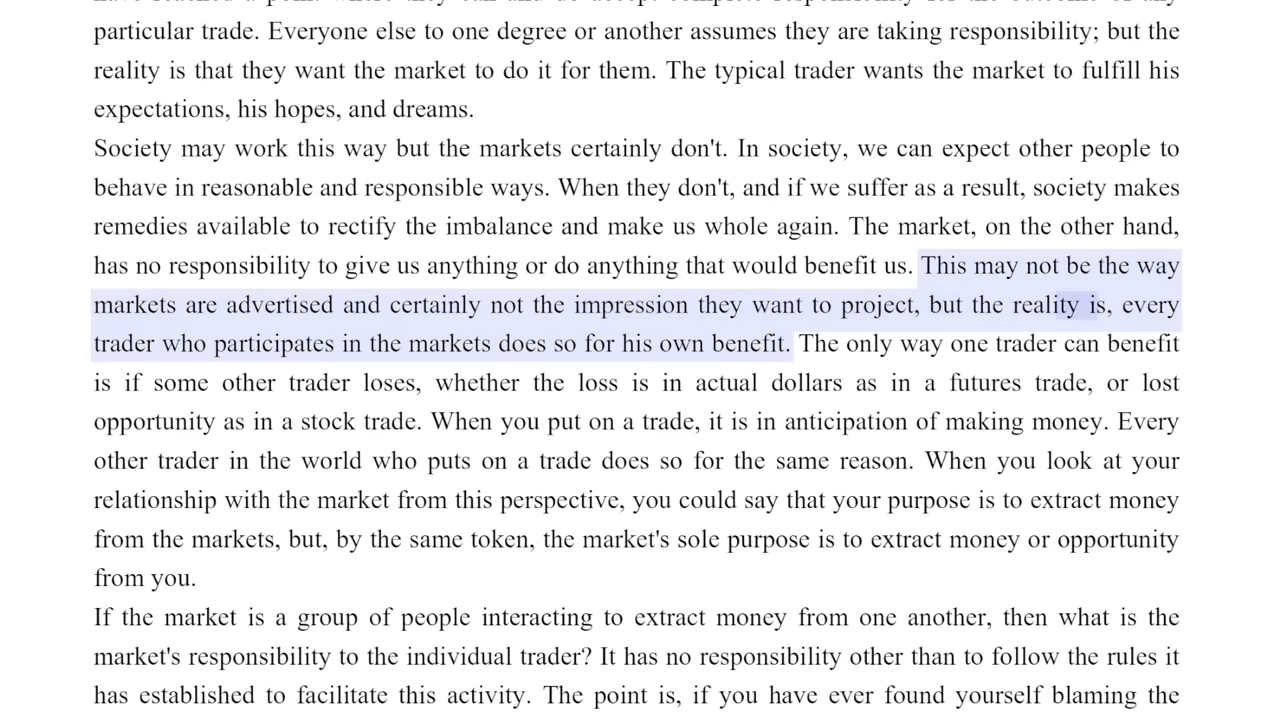 particular trade. Everyone else to one degree or another assumes they are taking responsibility; but the
reality is that they want the market to do it for them. The typical trader wants the market to fulfill his
expectations, his hopes, and dreams.
Society may work this way but the markets certainly don't. In society, we can expect other people to
behave in reasonable and responsible ways. When they don't, and if we suffer as a result, society makes
remedies available to rectify the imbalance and make us whole again. The market, on the other hand,
has no responsibility to give us anything or do anything that would benefit us. This may not be the way
markets are advertised and certainly not the impression they want to project, but the reality is, every
trader who participates in the markets does so for his own benefit. The only way one trader can benefit
is if some other trader loses, whether the loss is in actual dollars as in a futures trade, or lost
opportunity as in a stock trade. When you put on a trade, it is in anticipation of making money. Every
other trader in the world who puts on a trade does so for the same reason. When you look at your
relationship with the market from this perspective, you could say that your purpose is to extract money
from the markets, but, by the same token, the market's sole purpose is to extract money or opportunity
from you.
If the market is a group of people interacting to extract money from one another, then what is the
market's responsibility to the individual trader? It has no responsibility other than to follow the rules it
has established to facilitate this activity. The point is, if you have ever found yourself blaming the